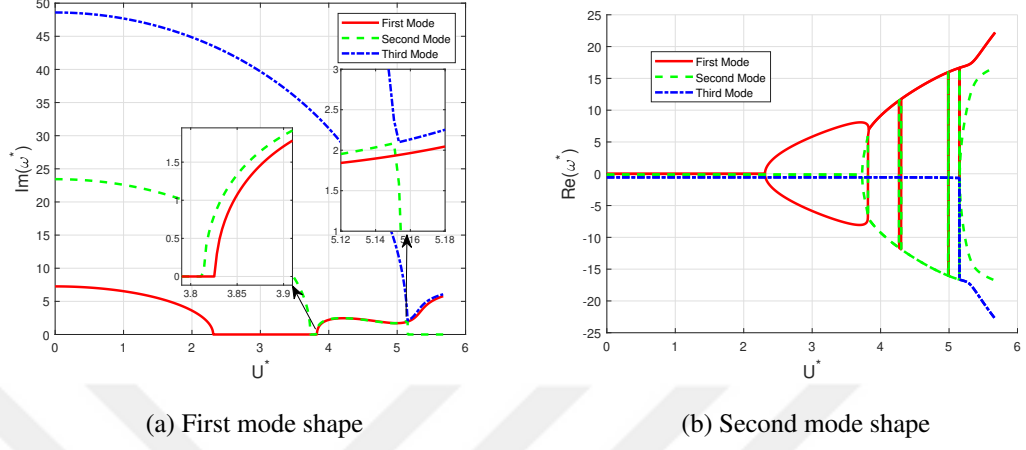 50
45
40
35
30
25
20
15
10
5
0
Im(ω*)
0 1 2 3 4 5 6
U*
First Mode
Second Mode
Third Mode
1.5
1
0.5
0
3.8 3.85 3.9
3
2.5
2
1.5
1
5.12 5.14 5.16 5.18
25
20
15
10
5
0
-5
-10
-15
-20
-25
Re(ω*)
0 1 2 3 4 5 6
U*
First Mode
Second Mode
Third Mode
(a) First mode shape
(b) Second mode shape